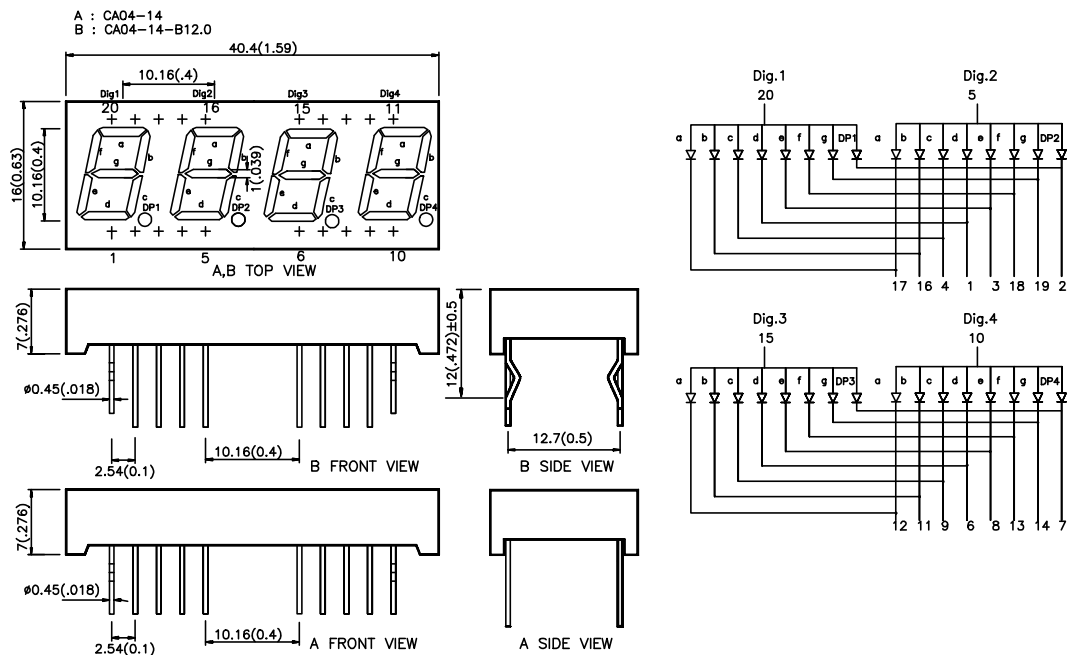 A : CA04-14
B : CA04-14-B12.0
40.4(1.59)
10.16(.4)
Dig1 Dig2 Dig3 Dig4
20 16 15 11
16(0.63)
10.16(0.4)
1(.039)
a b c d e f g DP1
a b c d e f g DP2
a b c d e f g DP3
a b c d e f g DP4
1 5 6 10
A,B TOP VIEW
7(.276)
ø0.45(.018)
2.54(0.1)
10.16(0.4)
B FRONT VIEW
12(.472)±0.5
12.7(0.5)
B SIDE VIEW
7(.276)
ø0.45(.018)
2.54(0.1)
10.16(0.4)
A FRONT VIEW
A SIDE VIEW
Dig.1 Dig.2
20 5
a b c d e f g DP1 a b c d e f g DP2
17 16 4 1 3 18 19 2
Dig.3 Dig.4
15 10
a b c d e f g DP3 a b c d e f g DP4
12 11 9 6 8 13 14 7